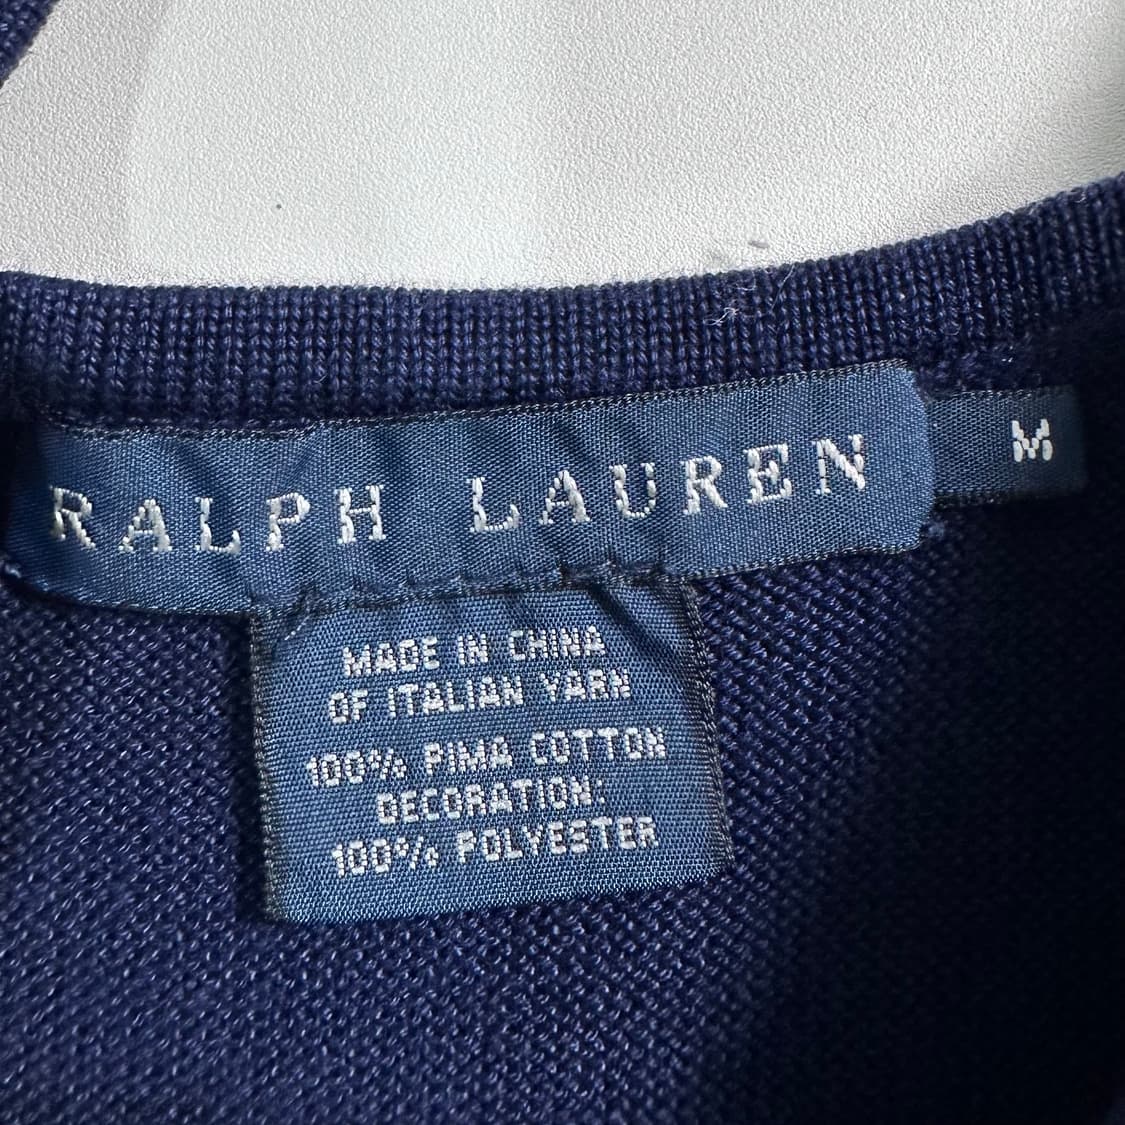 RALPH LAUREN
M
MADE IN CHINA
OF ITALIAN YARN
100% PIMA COTTON
DECORATION:
100% POLYESTER